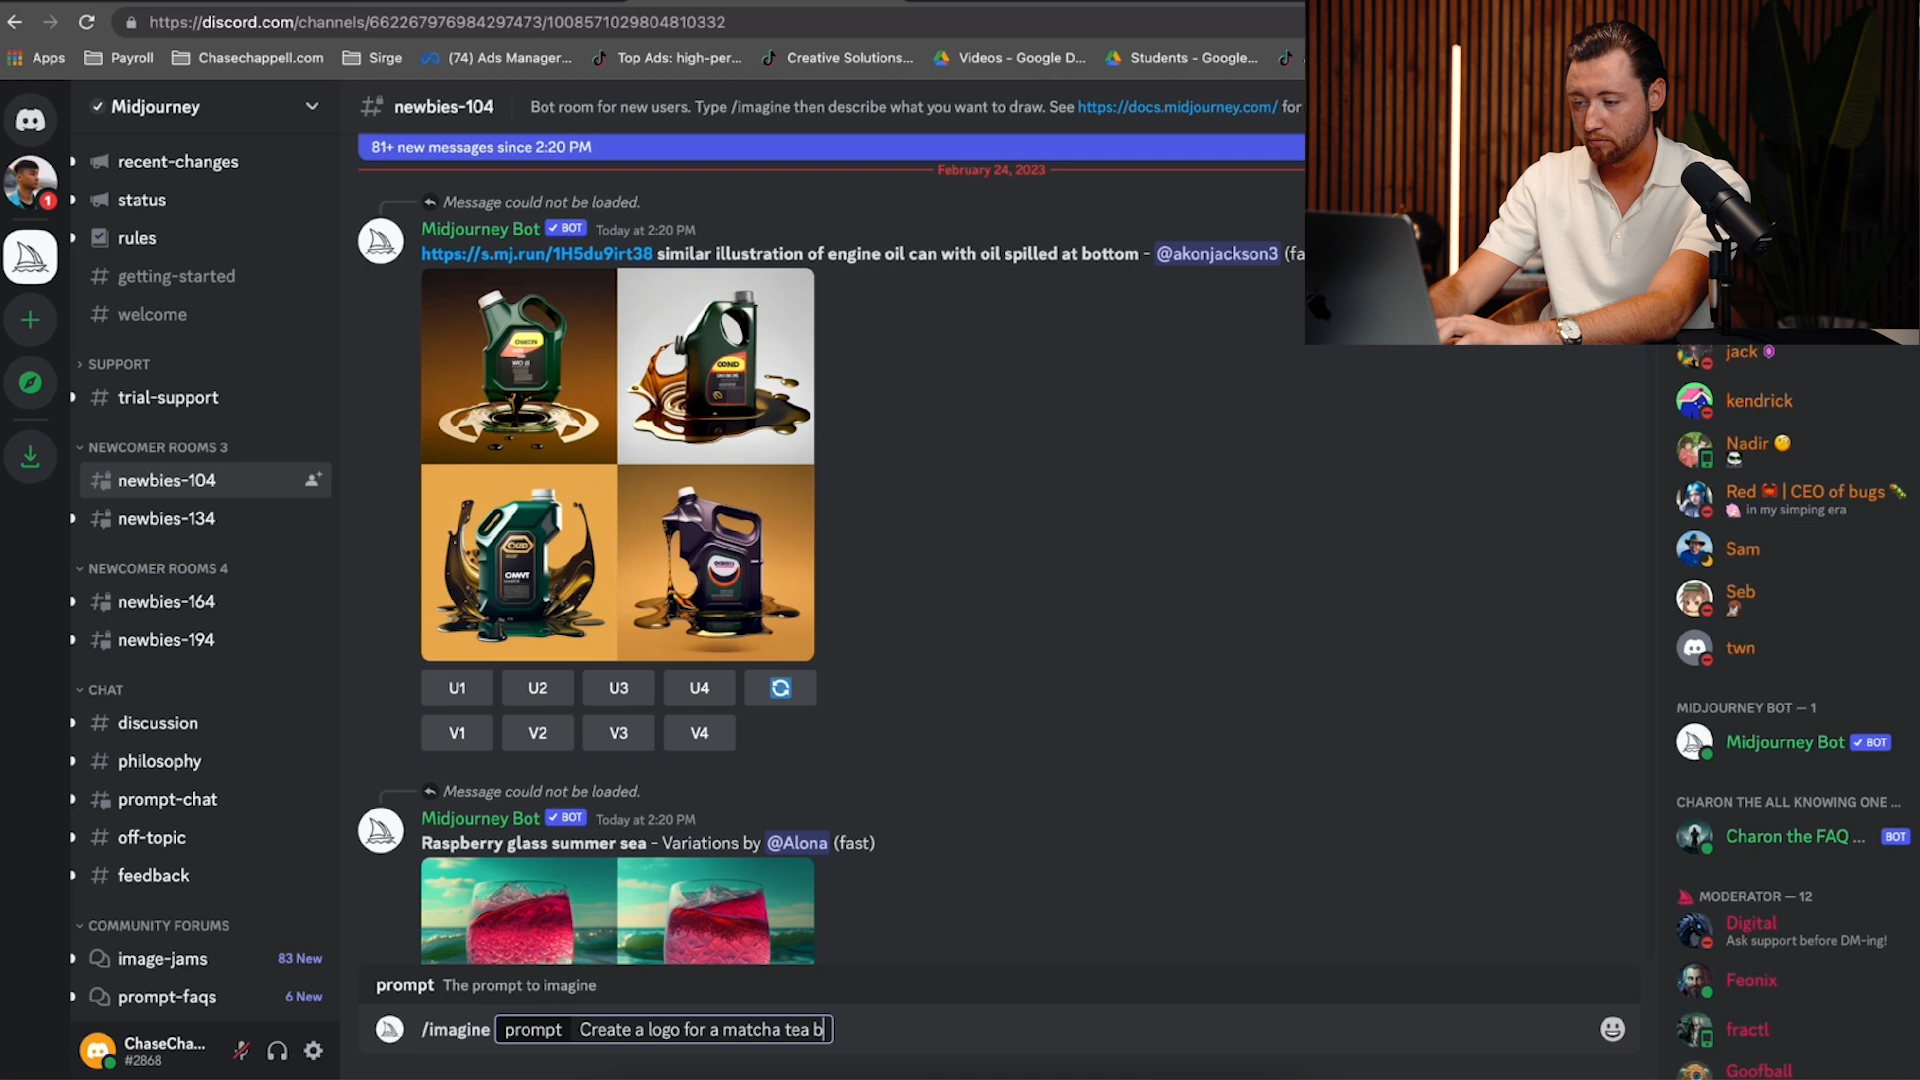 https://discord.com/channels/662267976984297473/1008571029804810332
Apps
Payroll
Chasechappell.com
Sirge
(74) Ads Manager...
Top Ads: high-per...
Creative Solutions...
Videos - Google D...
Students - Google...
Midjourney
recent-changes
status
rules
getting-started
welcome
SUPPORT
trial-support
NEWCOMER ROOMS 3
newbies-104
newbies-134
NEWCOMER ROOMS 4
newbies-164
newbies-194
CHAT
discussion
philosophy
prompt-chat
off-topic
feedback
COMMUNITY FORUMS
image-jams 83 New
prompt-faqs 6 New
ChaseCha...
#2868
1
newbies-104
Bot room for new users. Type /imagine then describe what you want to draw. See https://docs.midjourney.com/ for
81+ new messages since 2:20 PM
February 24, 2023
Message could not be loaded.
Midjourney Bot BOT Today at 2:20 PM
https://s.mj.run/1H5du9irt38 similar illustration of engine oil can with oil spilled at bottom - @akonjackson3 (fa
U1 U2 U3 U4
V1 V2 V3 V4
Message could not be loaded.
Midjourney Bot BOT Today at 2:20 PM
Raspberry glass summer sea - Variations by @Alona (fast)
prompt The prompt to imagine
/imagine prompt Create a logo for a matcha tea b
jack
kendrick
Nadir
Red | CEO of bugs
in my simping era
Sam
Seb
twn
MIDJOURNEY BOT — 1
Midjourney Bot BOT
CHARON THE ALL KNOWING ONE ...
Charon the FAQ ... BOT
MODERATOR — 12
Digital
Ask support before DM-ing!
Feonix
fractl
Goofball